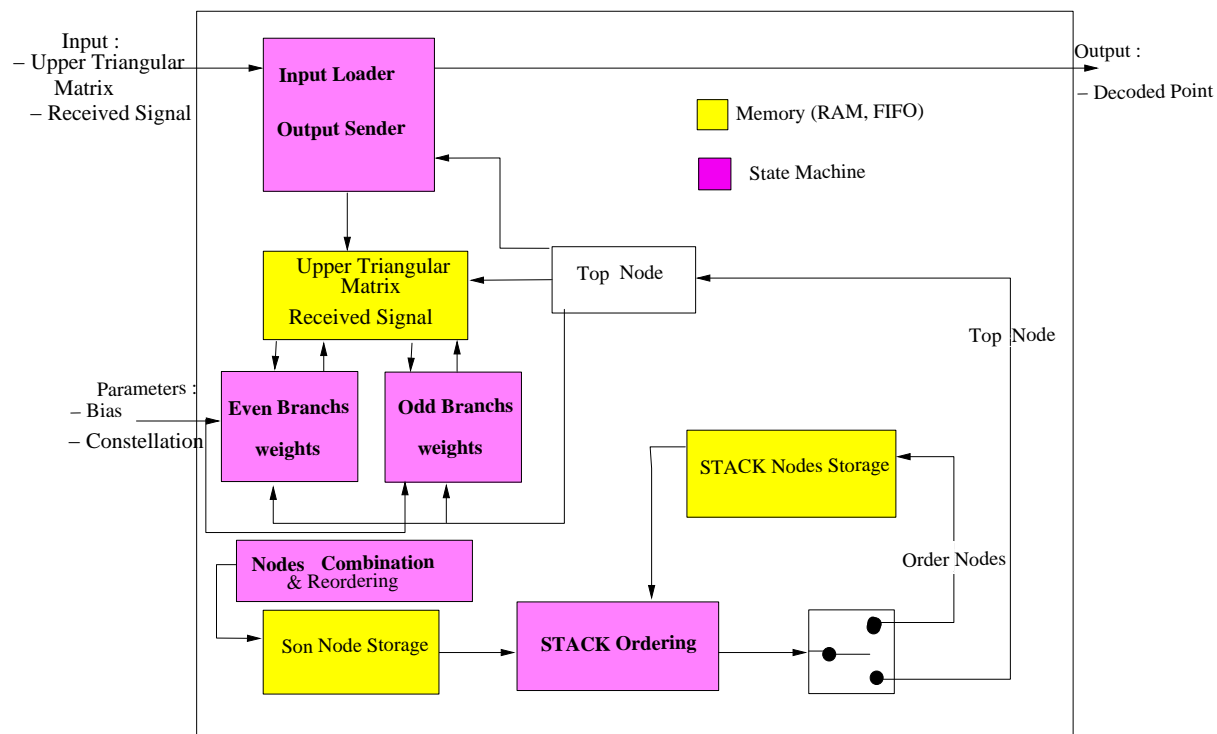 Input :
– Upper Triangular
Matrix
– Received Signal
Input Loader
Output Sender
Output :
– Decoded Point
Memory (RAM, FIFO)
State Machine
Upper Triangular
Matrix
Received Signal
Top Node
Top Node
Parameters :
– Bias
– Constellation
Even Branchs
weights
Odd Branchs
weights
STACK Nodes Storage
Order Nodes
Nodes Combination
& Reordering
Son Node Storage
STACK Ordering